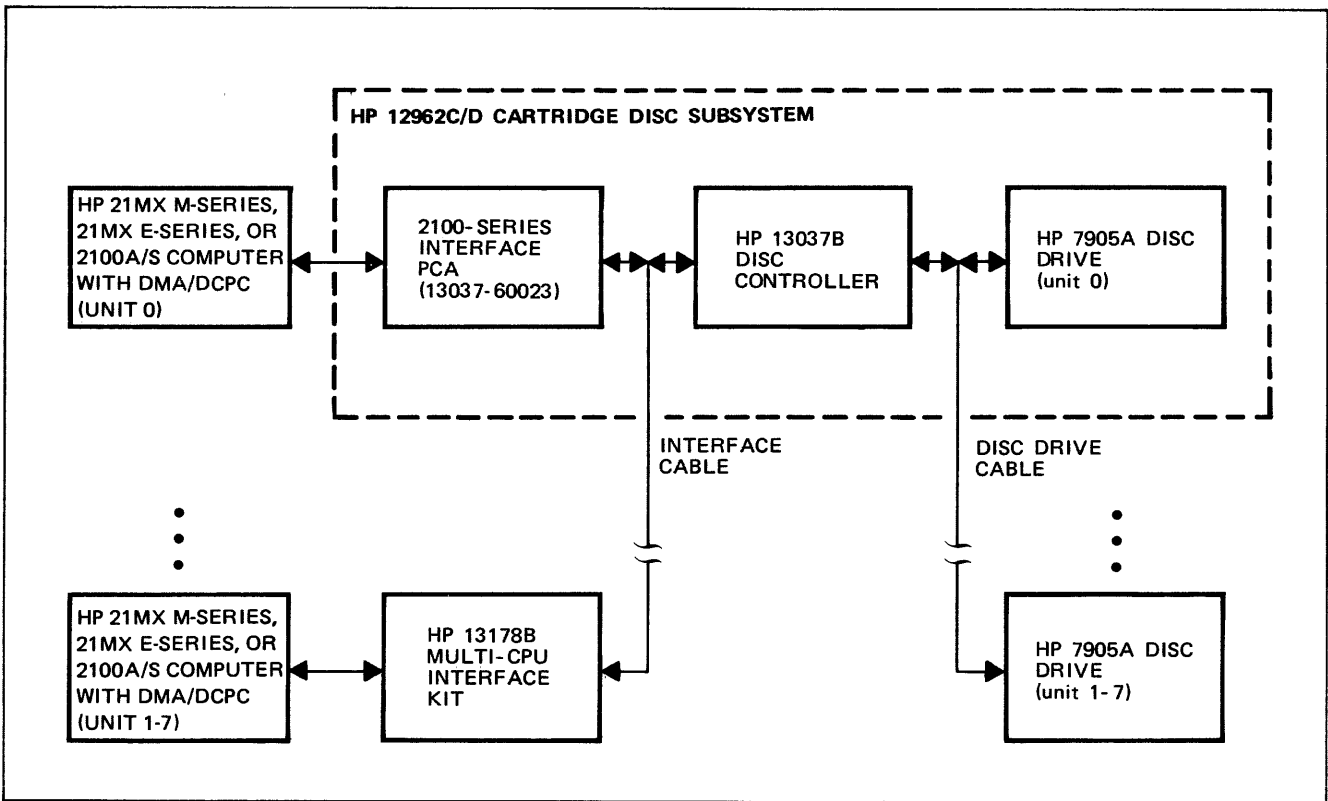 HP 12962C/D CARTRIDGE DISC SUBSYSTEM
HP 21MX M-SERIES,
21MX E-SERIES, OR
2100A/S COMPUTER
WITH DMA/DCPC
(UNIT 0)
2100-SERIES
INTERFACE
PCA
(13037-60023)
HP 13037B
DISC
CONTROLLER
HP 7905A DISC
DRIVE
(unit 0)
INTERFACE
CABLE
DISC DRIVE
CABLE
HP 21MX M-SERIES,
21MX E-SERIES, OR
2100A/S COMPUTER
WITH DMA/DCPC
(UNIT 1-7)
HP 13178B
MULTI-CPU
INTERFACE
KIT
HP 7905A DISC
DRIVE
(unit 1-7)